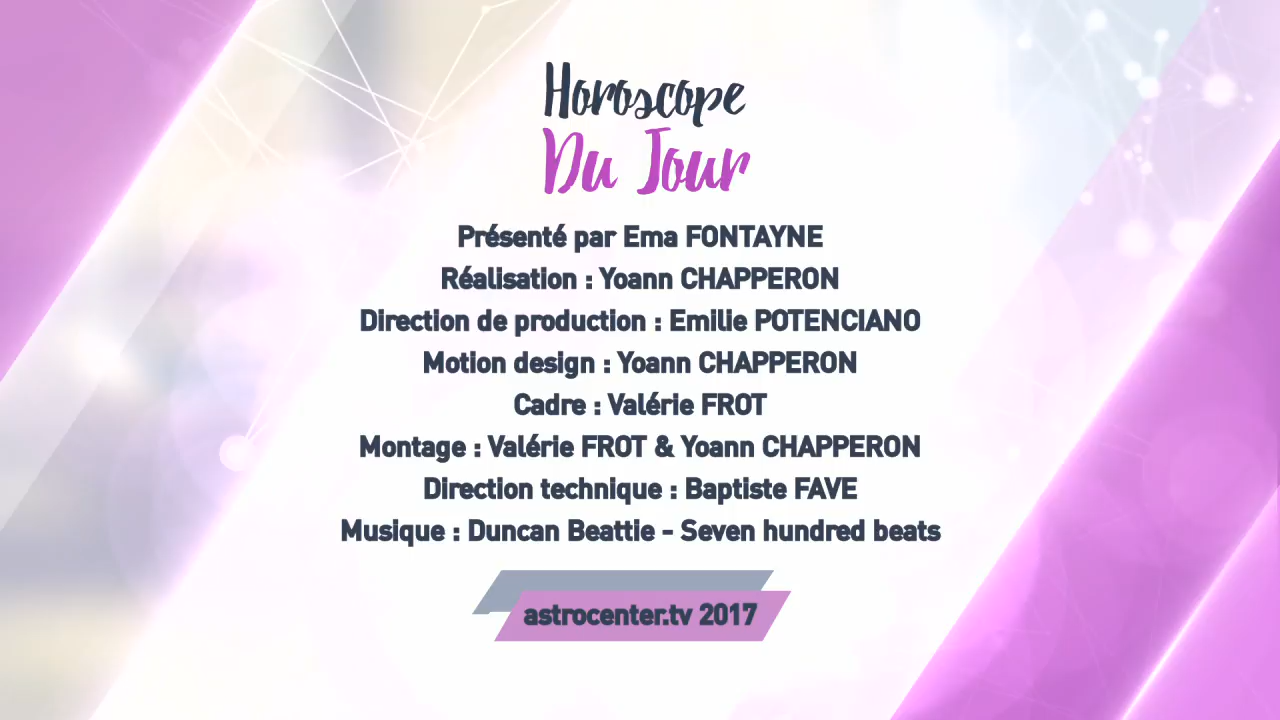 Horoscope
Du Jour
Présenté par Ema FONTAYNE
Réalisation : Yoann CHAPPERON
Direction de production : Emilie POTENCIANO
Motion design : Yoann CHAPPERON
Cadre : Valérie FROT
Montage : Valérie FROT & Yoann CHAPPERON
Direction technique : Baptiste FAVE
Musique : Duncan Beattie - Seven hundred beats
astrocenter.tv 2017